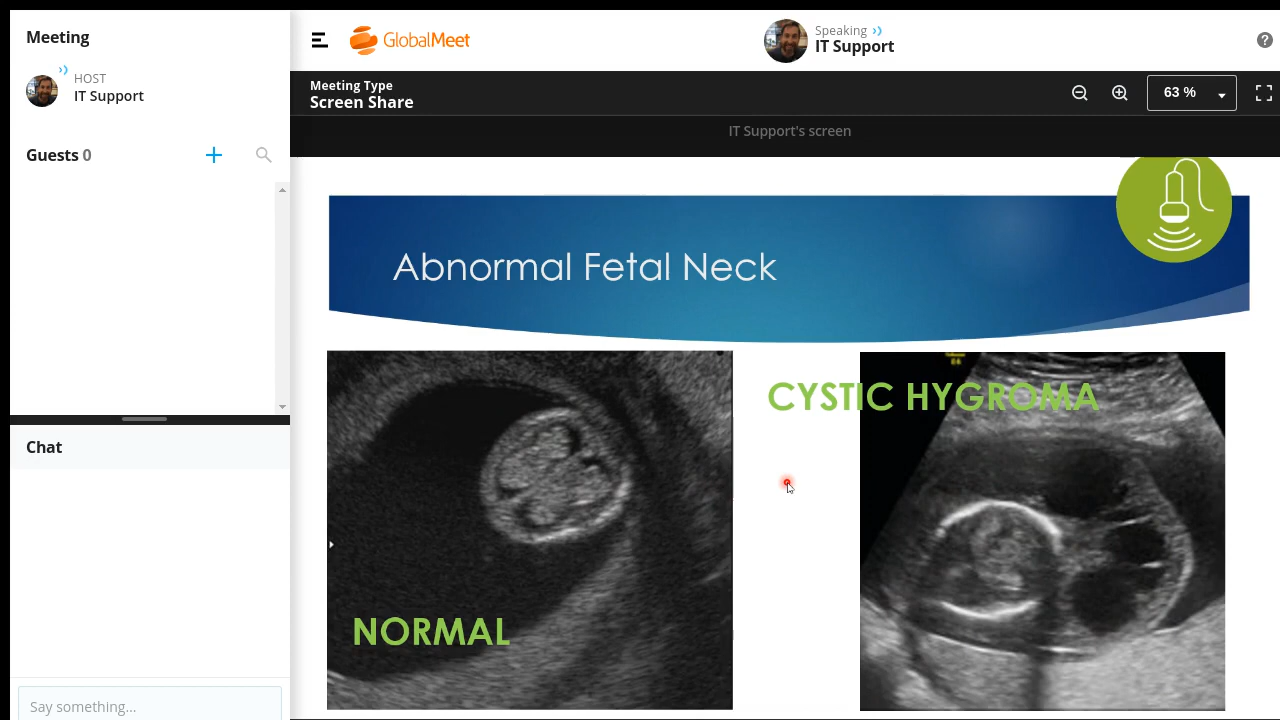 Meeting
HOST
IT Support
Guests 0
Chat
Say something...
GlobalMeet
Speaking
IT Support
Meeting Type
Screen Share
63 %
IT Support's screen
Abnormal Fetal Neck
CYSTIC HYGROMA
NORMAL